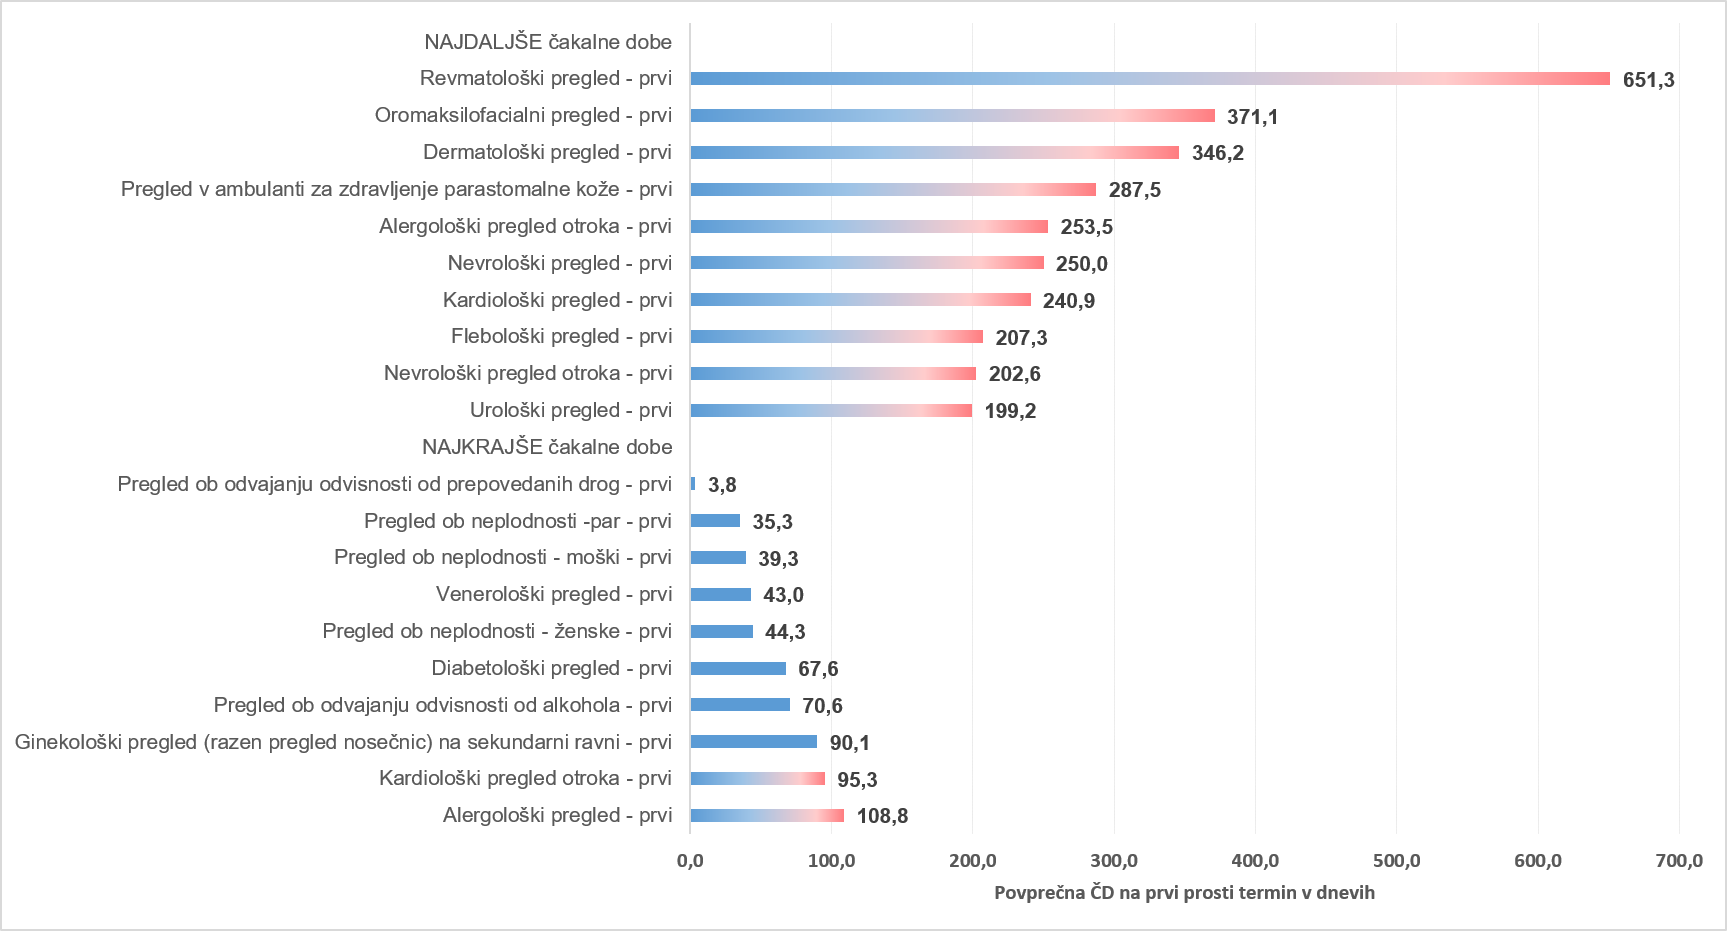 NAJDALJŠE čakalne dobe
Revmatološki pregled - prvi 651,3
Oromaksilofacialni pregled - prvi 371,1
Dermatološki pregled - prvi 346,2
Pregled v ambulanti za zdravljenje parastomalne kože - prvi 287,5
Alergološki pregled otroka - prvi 253,5
Nevrološki pregled - prvi 250,0
Kardiološki pregled - prvi 240,9
Flebološki pregled - prvi 207,3
Nevrološki pregled otroka - prvi 202,6
Urološki pregled - prvi 199,2
NAJKRAJŠE čakalne dobe
Pregled ob odvajanju odvisnosti od prepovedanih drog - prvi 3,8
Pregled ob neplodnosti -par - prvi 35,3
Pregled ob neplodnosti - moški - prvi 39,3
Venerološki pregled - prvi 43,0
Pregled ob neplodnosti - ženske - prvi 44,3
Diabetološki pregled - prvi 67,6
Pregled ob odvajanju odvisnosti od alkohola - prvi 70,6
Ginekološki pregled (razen pregled nosečnic) na sekundarni ravni - prvi 90,1
Kardiološki pregled otroka - prvi 95,3
Alergološki pregled - prvi 108,8
0,0 100,0 200,0 300,0 400,0 500,0 600,0 700,0
Povprečna ČD na prvi prosti termin v dnevih